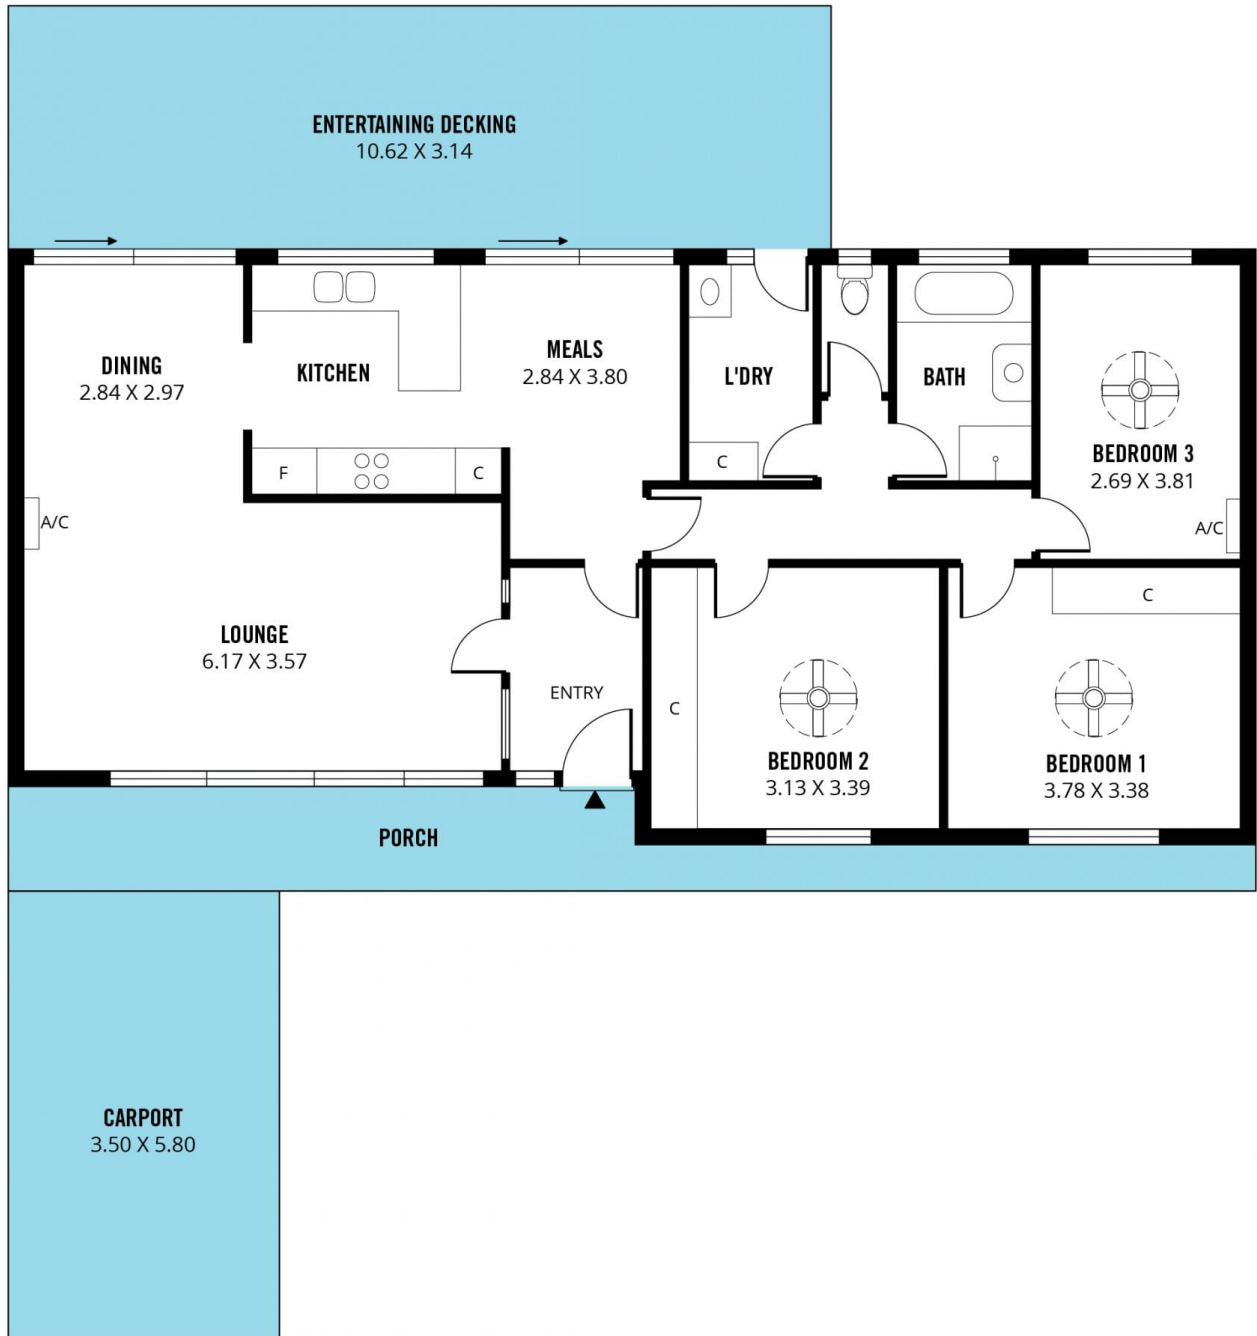 ENTERTAINING DECKING
10.62 X 3.14
DINING
2.84 X 2.97
KITCHEN
MEALS
2.84 X 3.80
L'DRY
BATH
BEDROOM 3
2.69 X 3.81
F
C
C
A/C
A/C
LOUNGE
6.17 X 3.57
ENTRY
C
C
BEDROOM 2
3.13 X 3.39
BEDROOM 1
3.78 X 3.38
PORCH
CARPORT
3.50 X 5.80